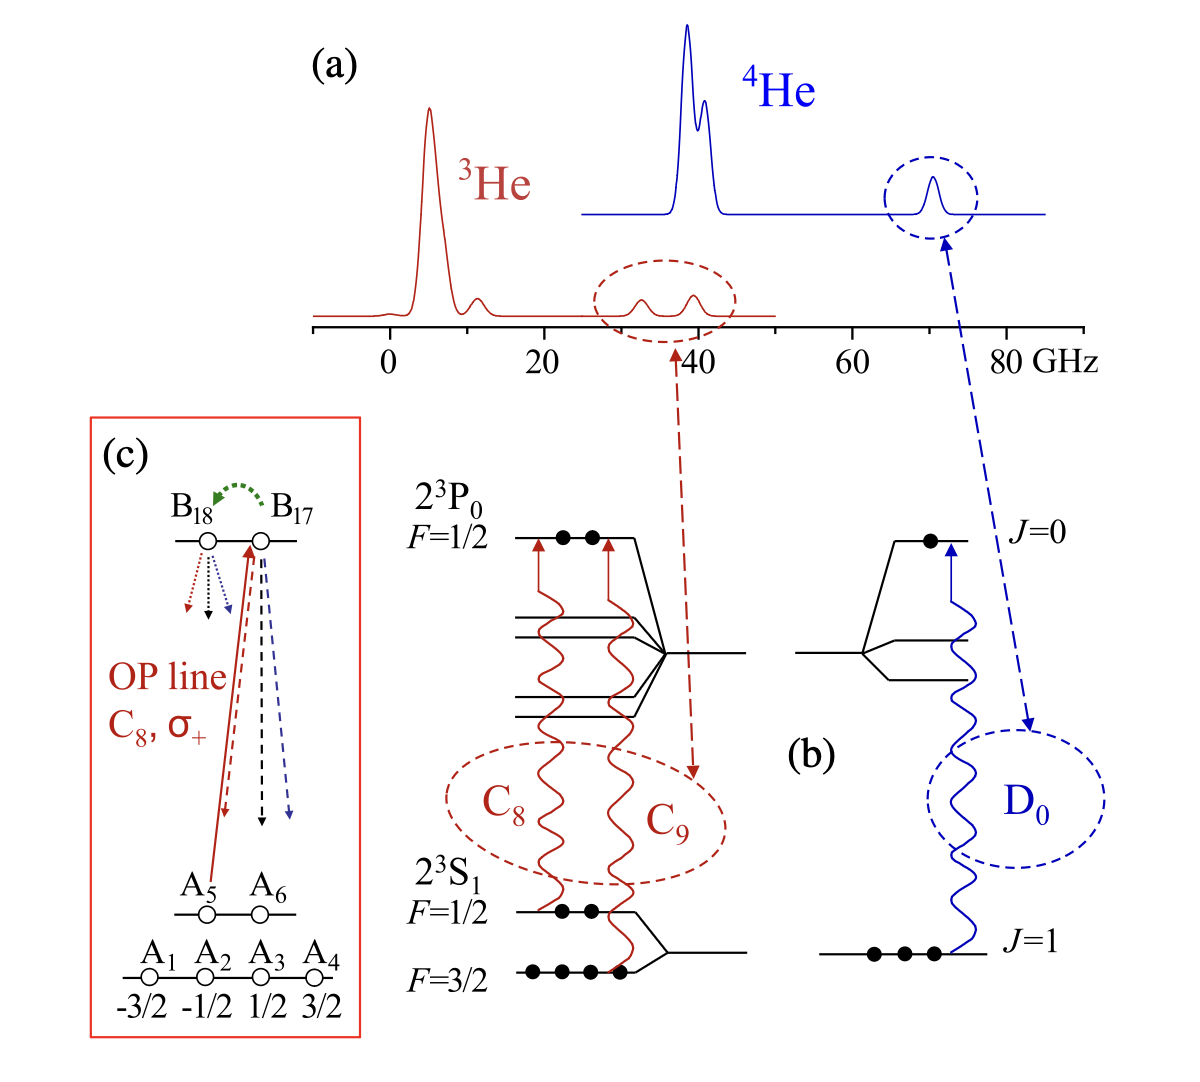 (a)
⁴He
³He
0 20 40 60 80 GHz
(c)
B₁₈ B₁₇
OP line
C₈, σ₊
A₅ A₆
A₁ A₂ A₃ A₄
-3/2 -1/2 1/2 3/2
2³P₀
F=1/2
J=0
(b)
C₈
C₉
D₀
2³S₁
F=1/2
F=3/2
J=1